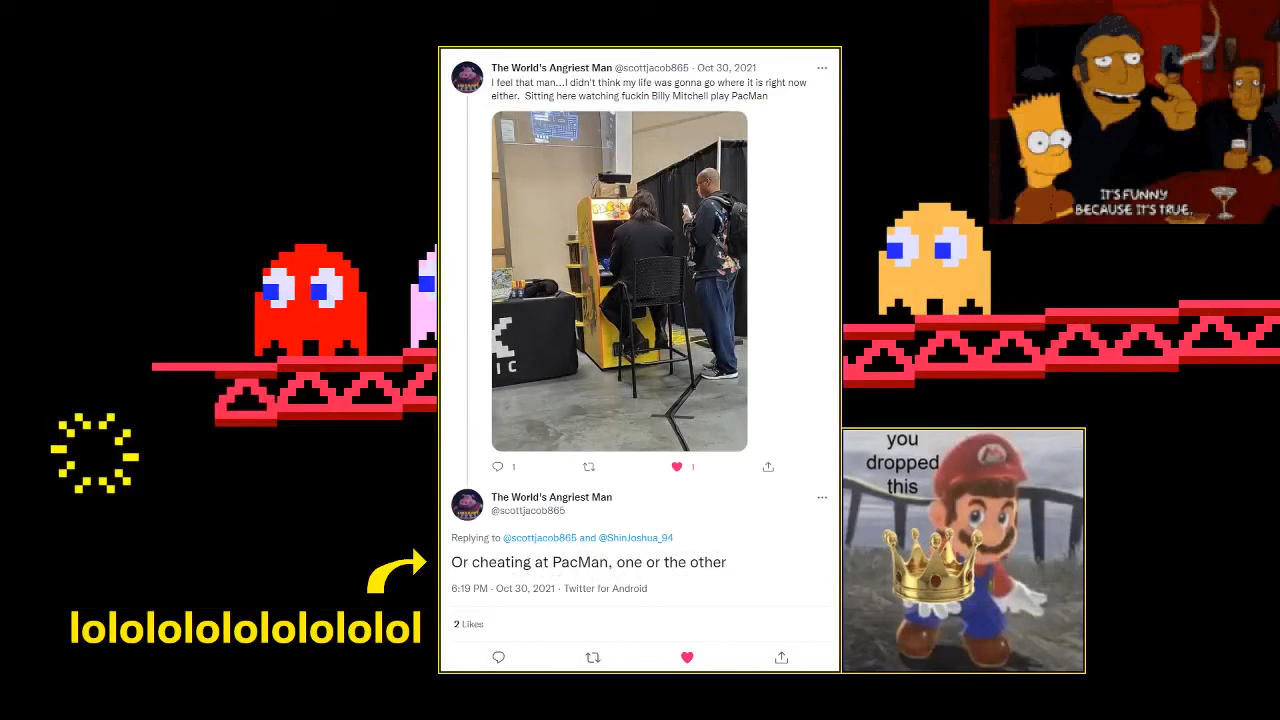 The World's Angriest Man @scottjacob865 · Oct 30, 2021
I feel that man...I didn't think my life was gonna go where it is right now
either. Sitting here watching fuckin Billy Mitchell play PacMan
IC
1
1
The World's Angriest Man
@scottjacob865
Replying to @scottjacob865 and @ShinJoshua_94
Or cheating at PacMan, one or the other
6:19 PM · Oct 30, 2021 · Twitter for Android
2 Likes
lolololololololololol
IT'S FUNNY
BECAUSE IT'S TRUE.
you
dropped
this